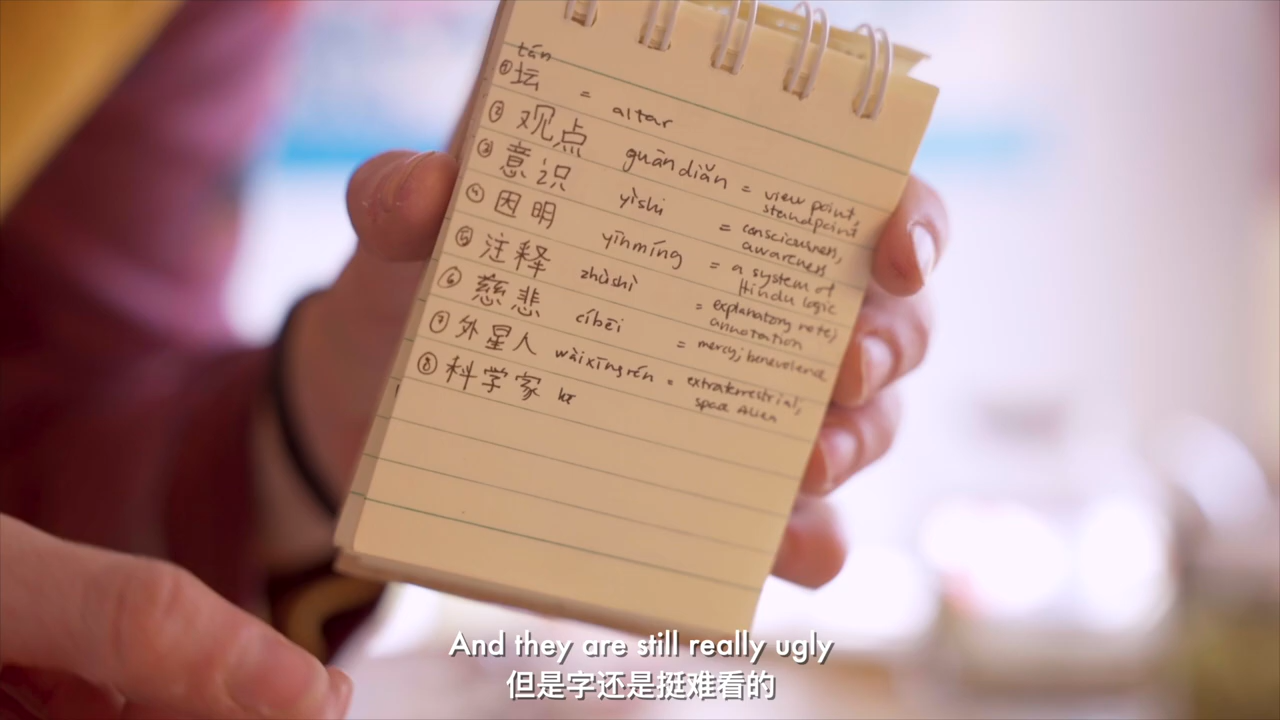 tán
① 坛 = altar
② 观点 guāndiǎn = view point, standpoint
③ 意识 yìshi = consciousness, awareness
④ 因明 yīnmíng = a system of Hindu logic
⑤ 注释 zhùshì = explanatory note, annotation
⑥ 慈悲 cíbēi = mercy; benevolence
⑦ 外星人 wàixīngrén = extraterrestrial; space Alien
⑧ 科学家
And they are still really ugly
但是字还是挺难看的